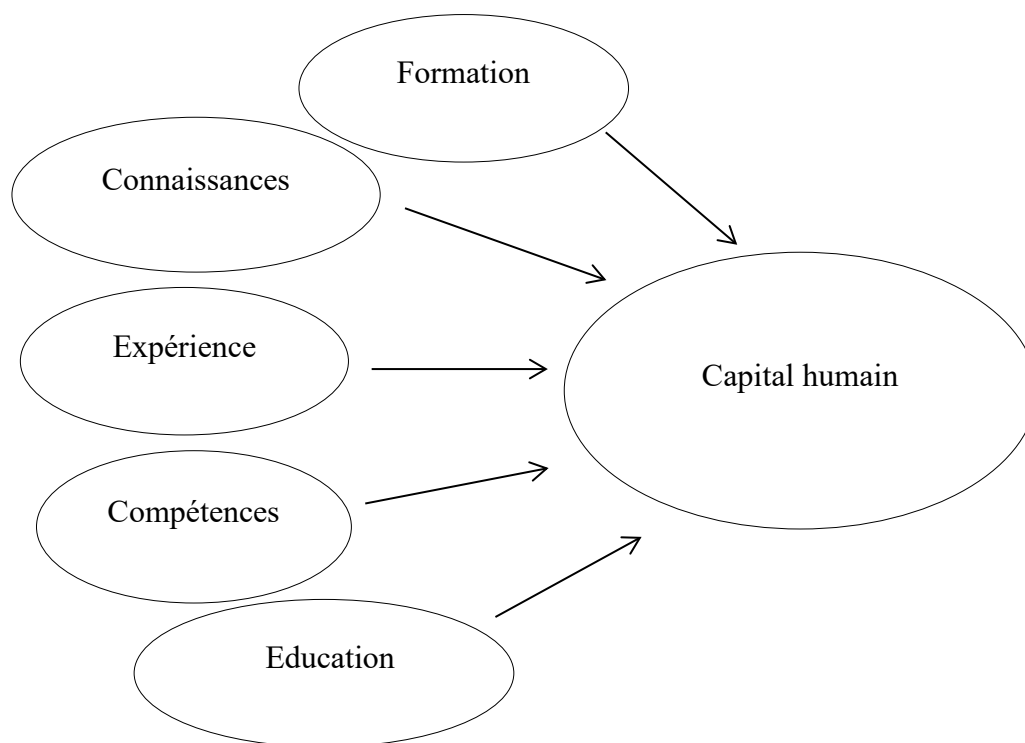 Formation
Connaissances
Expérience
Capital humain
Compétences
Education